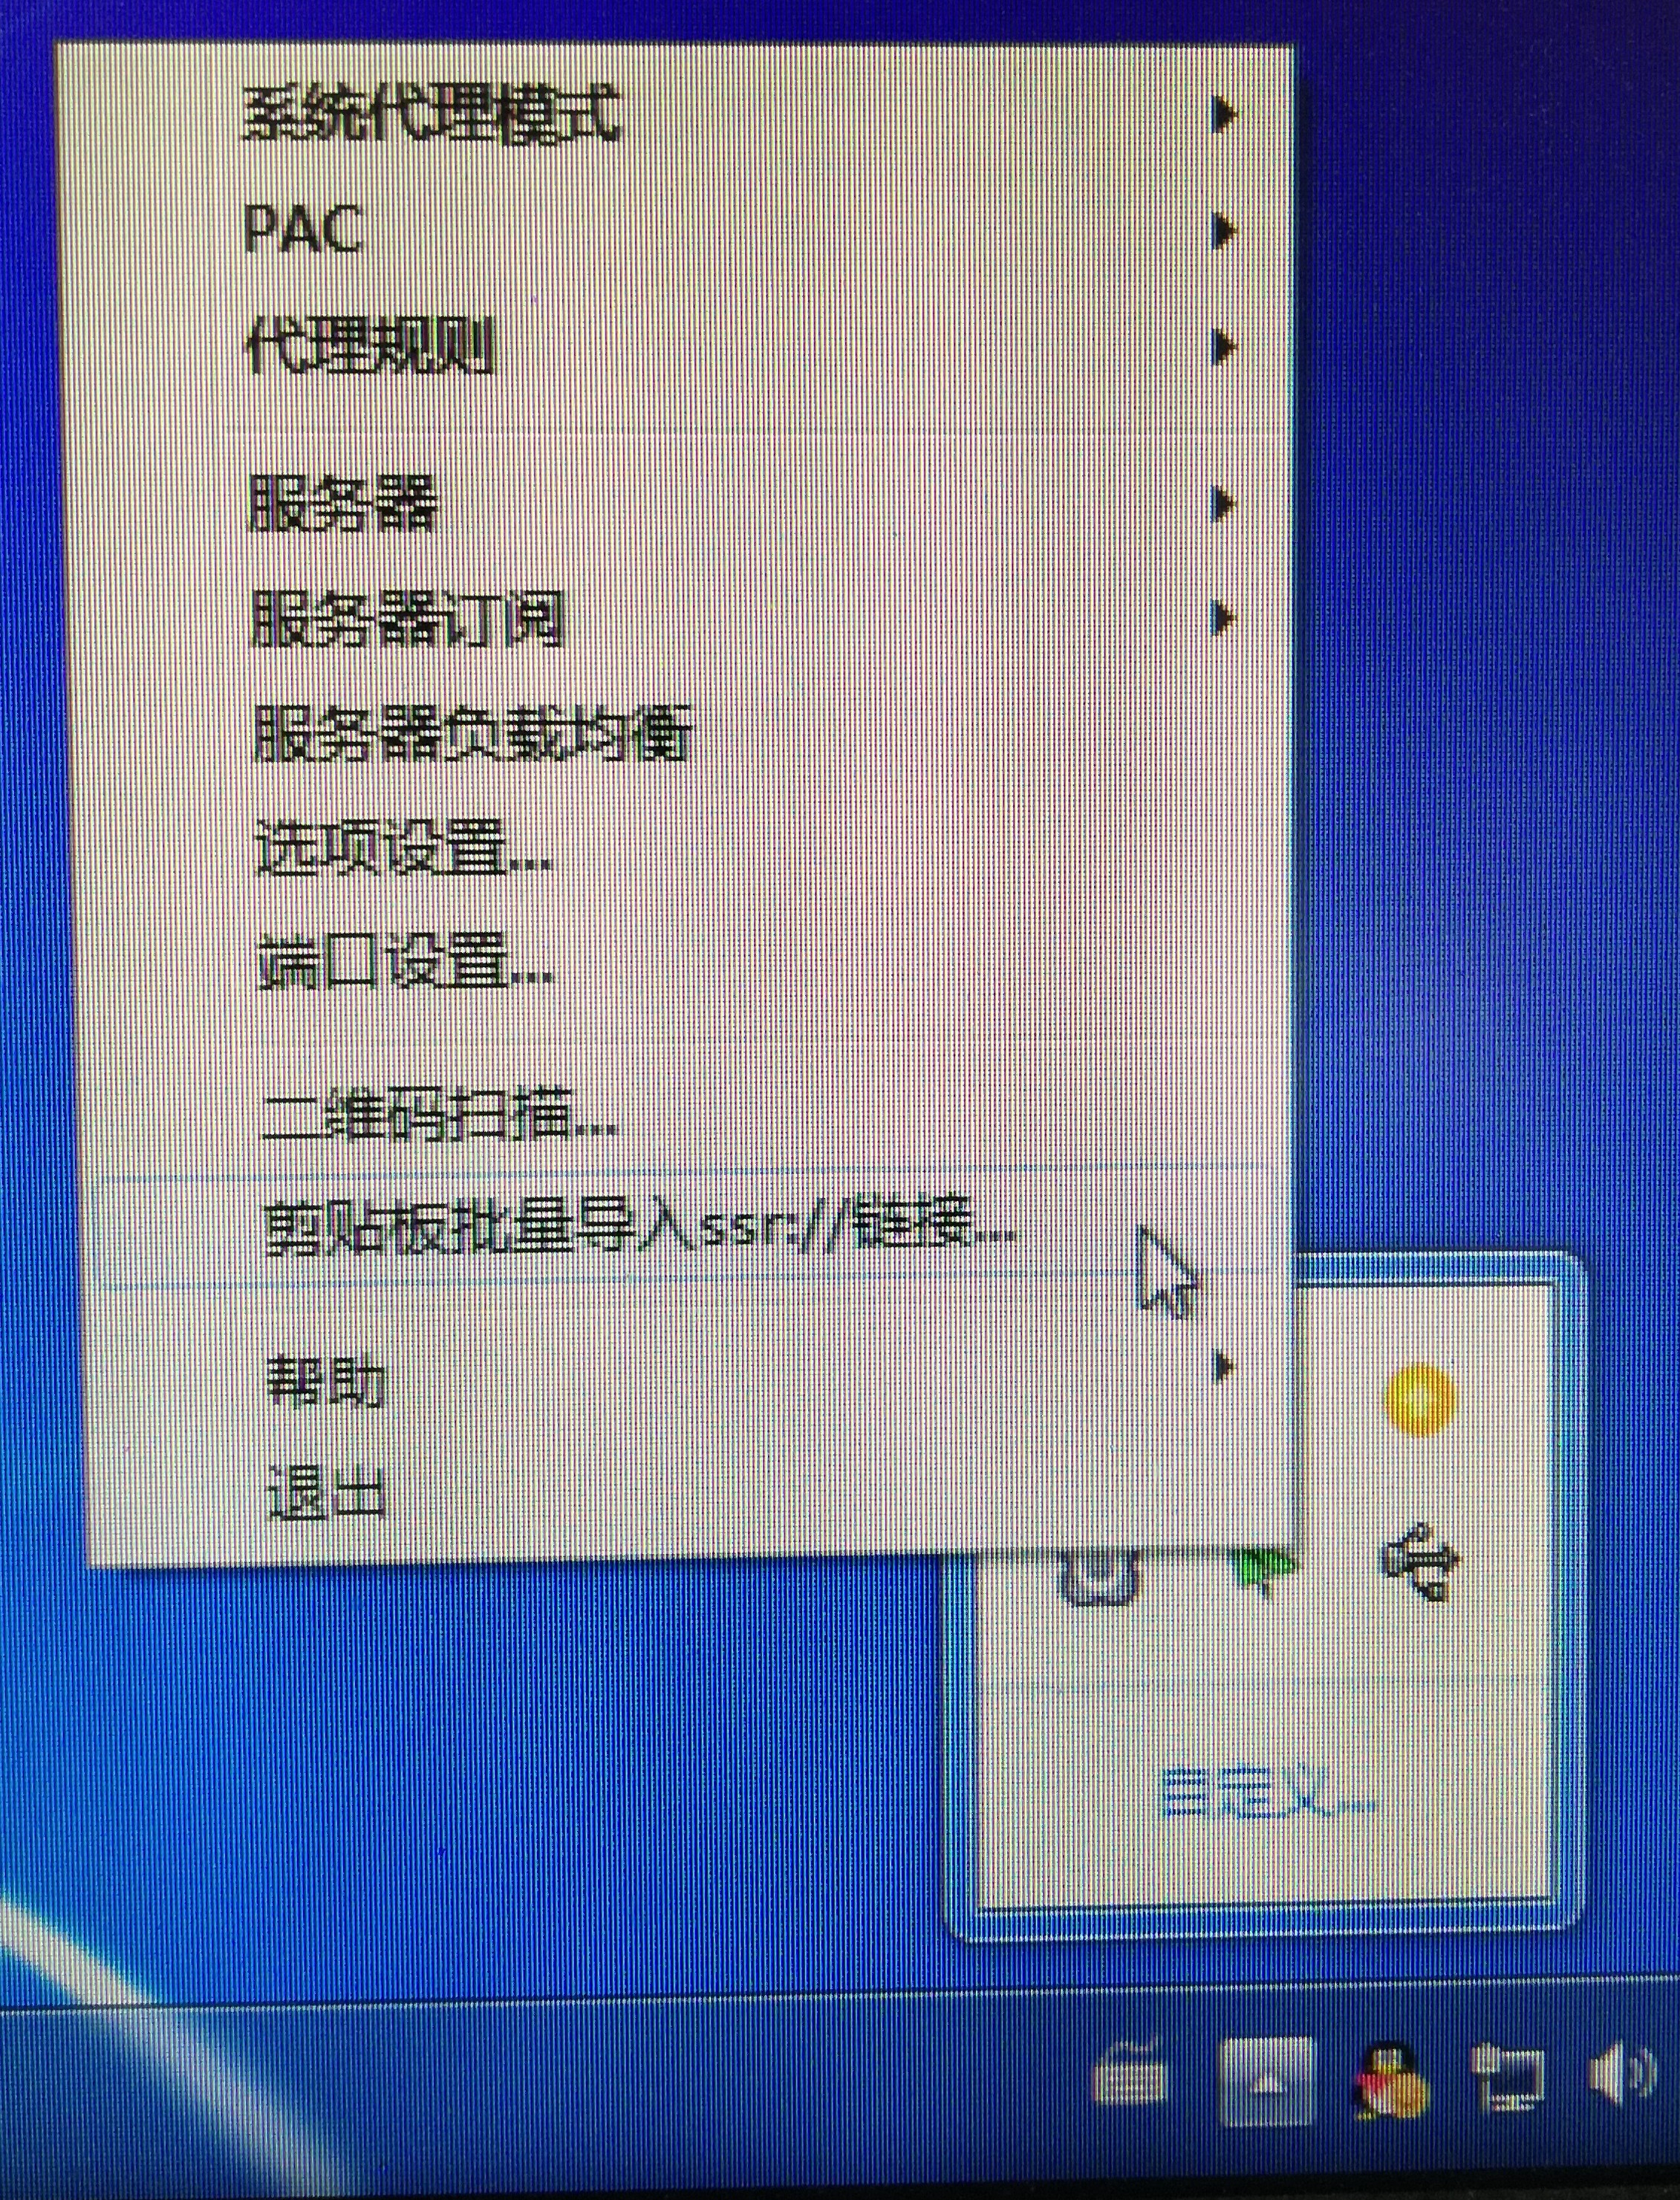 系统代理模式
PAC
代理规则
服务器
服务器订阅
服务器负载均衡
选项设置...
端口设置...
二维码扫描...
剪贴板批量导入ssr://链接...
帮助
退出
自定义...